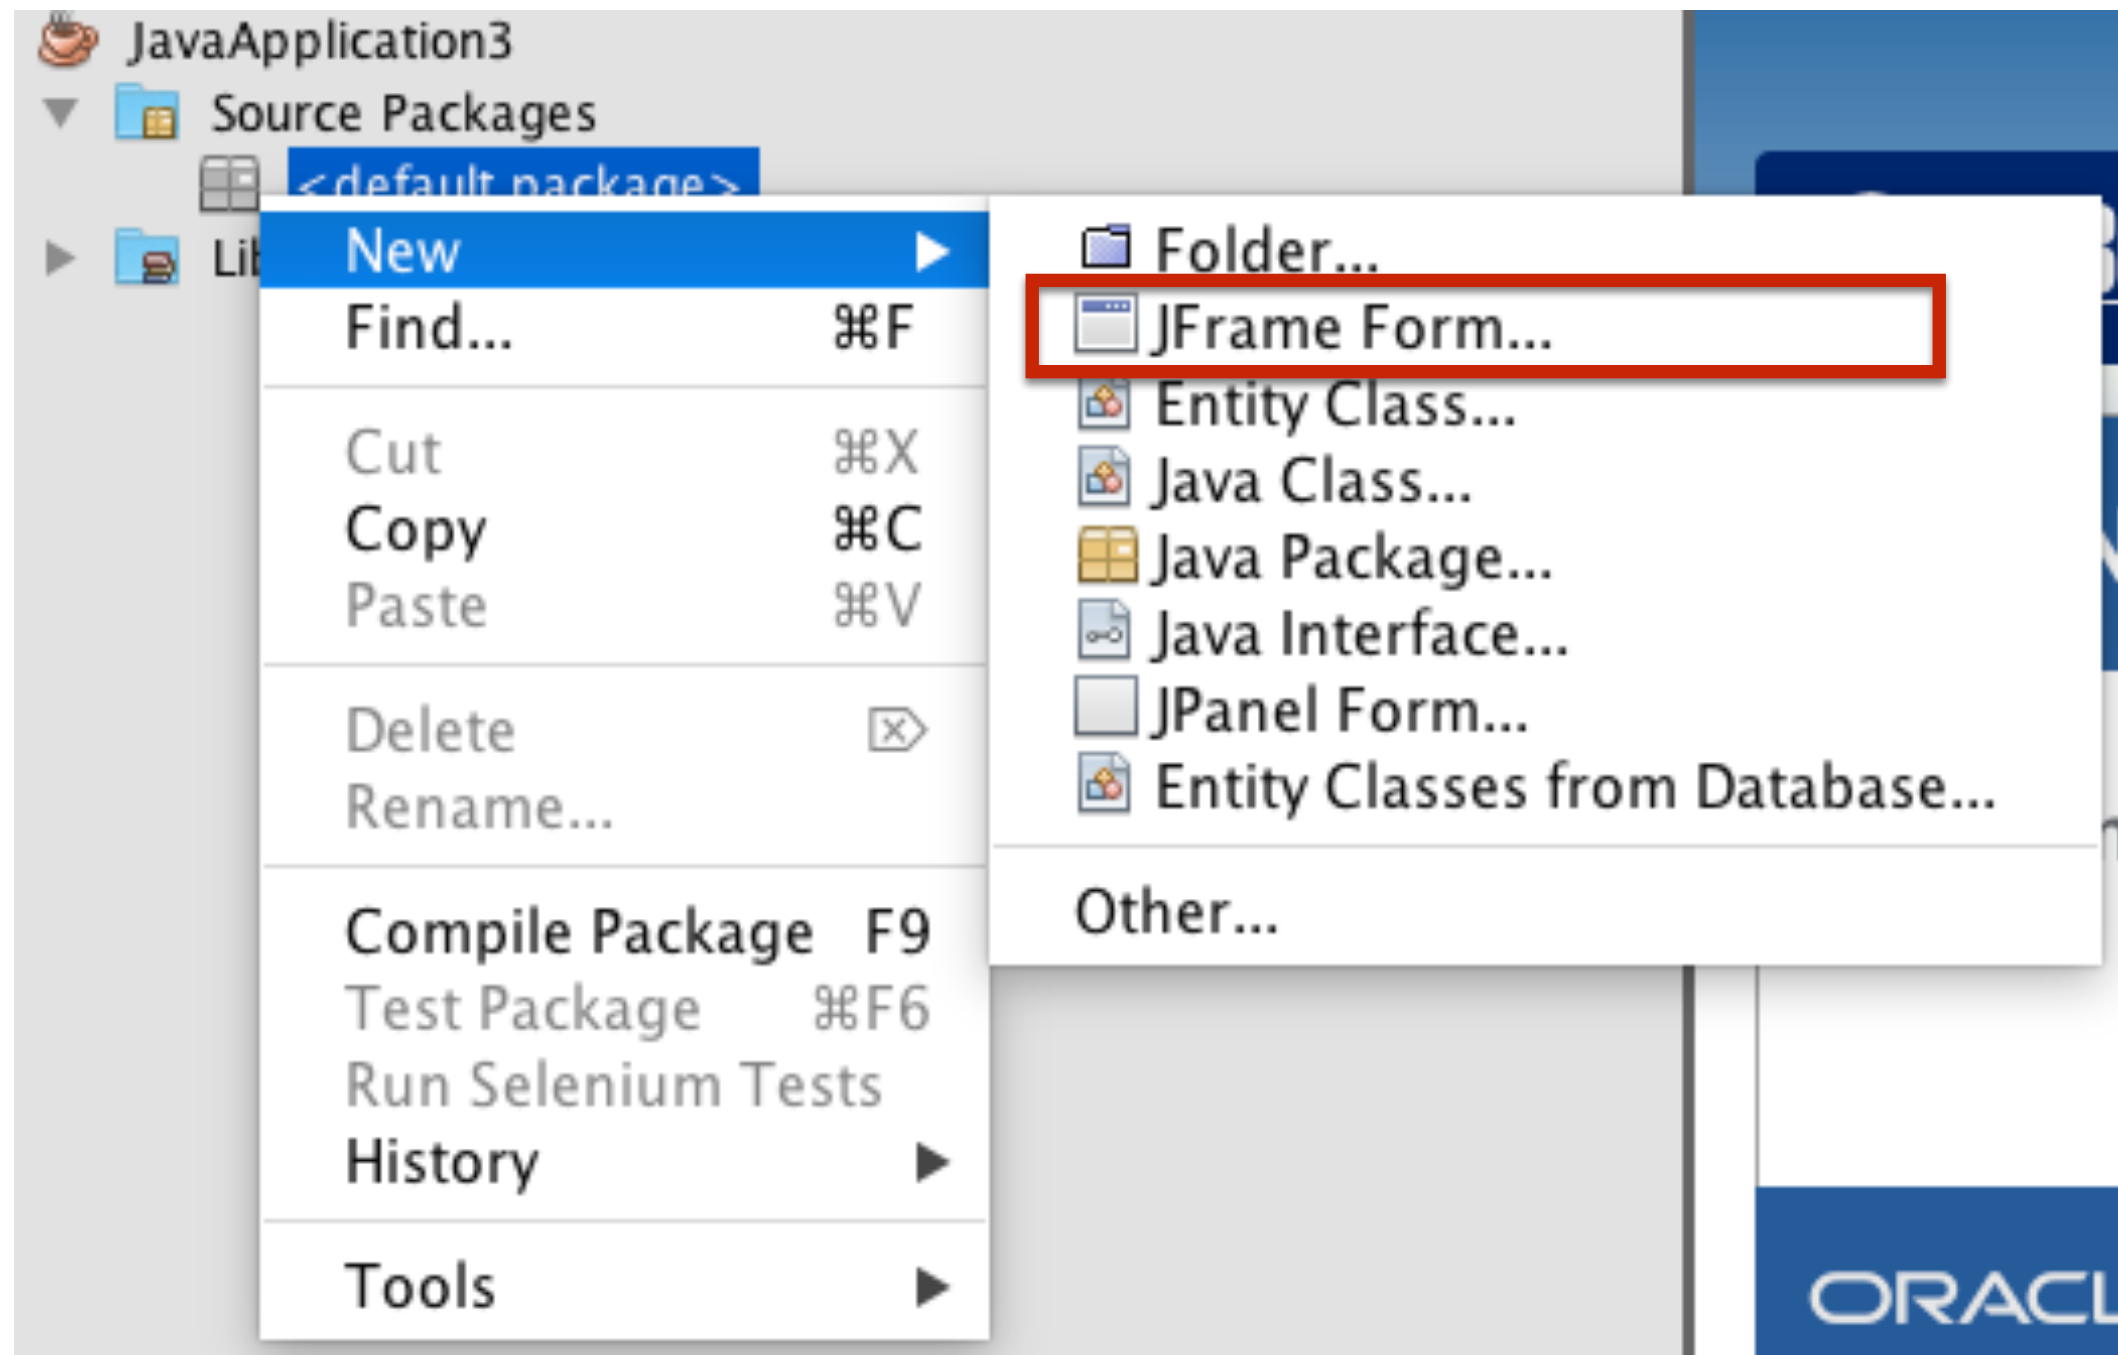 JavaApplication3
Source Packages
<default package>
New
Find... ⌘F
Cut ⌘X
Copy ⌘C
Paste ⌘V
Delete ⌦
Rename...
Compile Package F9
Test Package ⌘F6
Run Selenium Tests
History
Tools
Folder...
JFrame Form...
Entity Class...
Java Class...
Java Package...
Java Interface...
JPanel Form...
Entity Classes from Database...
Other...